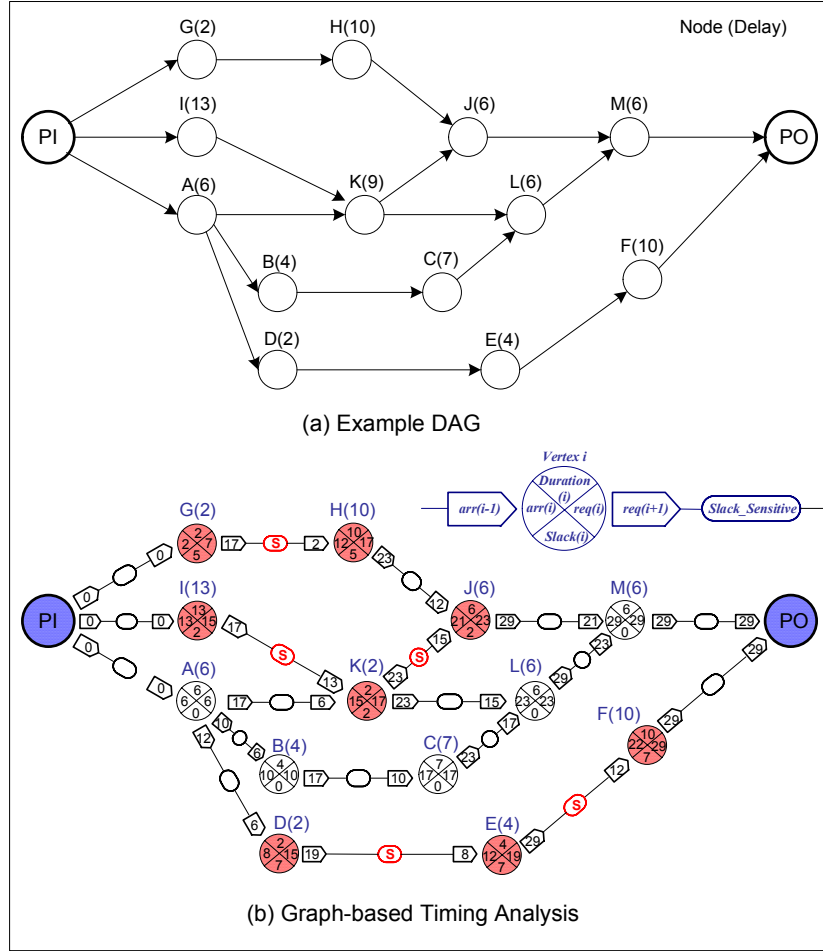 G(2) H(10) Node (Delay)
I(13) J(6) M(6)
PI PO
A(6) K(9) L(6)
B(4) C(7) F(10)
D(2) E(4)
(a) Example DAG
Vertex i
Duration
(i)
arr(i-1) arr(i) req(i) req(i+1) Slack_Sensitive
Slack(i)
G(2) H(10)
2 10
0 2 7 17 S 2 12 17 23
5 5
I(13) J(6) M(6)
13 6 6
PI 0 0 13 15 17 12 21 23 29 21 29 29 29 29 PO
2 2 0
S S 15 23 29
A(6) K(2) L(6)
0 0 13 23 29
6 2 6
6 6 17 6 15 17 23 15 23 23
0 2 0
10 17 F(10)
12 6 B(4) C(7) 29
4 7 10
10 10 17 10 17 17 23 22 29
0 0 7
6 S 12
D(2) E(4)
2 4
8 15 19 S 8 12 19 29
7 7
(b) Graph-based Timing Analysis